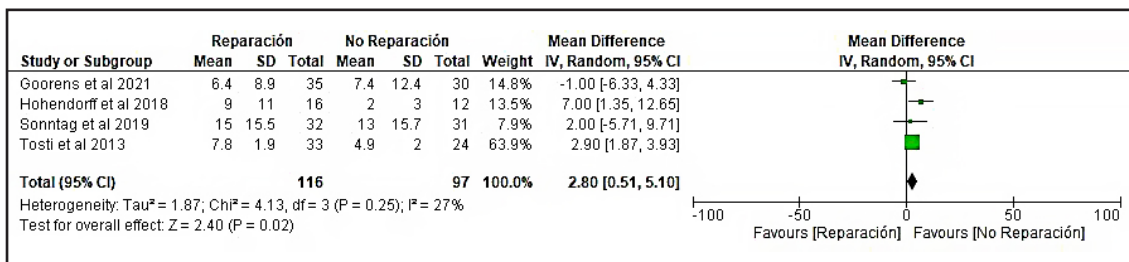 Reparación No Reparación Mean Difference Mean Difference
Study or Subgroup Mean SD Total Mean SD Total Weight IV, Random, 95% CI IV, Random, 95% CI
Goorens et al 2021 6.4 8.9 35 7.4 12.4 30 14.8% -1.00 [-6.33, 4.33]
Hohendorff et al 2018 9 11 16 2 3 12 13.5% 7.00 [1.35, 12.65]
Sonntag et al 2019 15 15.5 32 13 15.7 31 7.9% 2.00 [-5.71, 9.71]
Tosti et al 2013 7.8 1.9 33 4.9 2 24 63.9% 2.90 [1.87, 3.93]
Total (95% CI) 116 97 100.0% 2.80 [0.51, 5.10]
Heterogeneity: Tau² = 1.87; Chi² = 4.13, df = 3 (P = 0.25); I² = 27%
Test for overall effect: Z = 2.40 (P = 0.02)
-100 -50 0 50 100
Favours [Reparación] Favours [No Reparación]